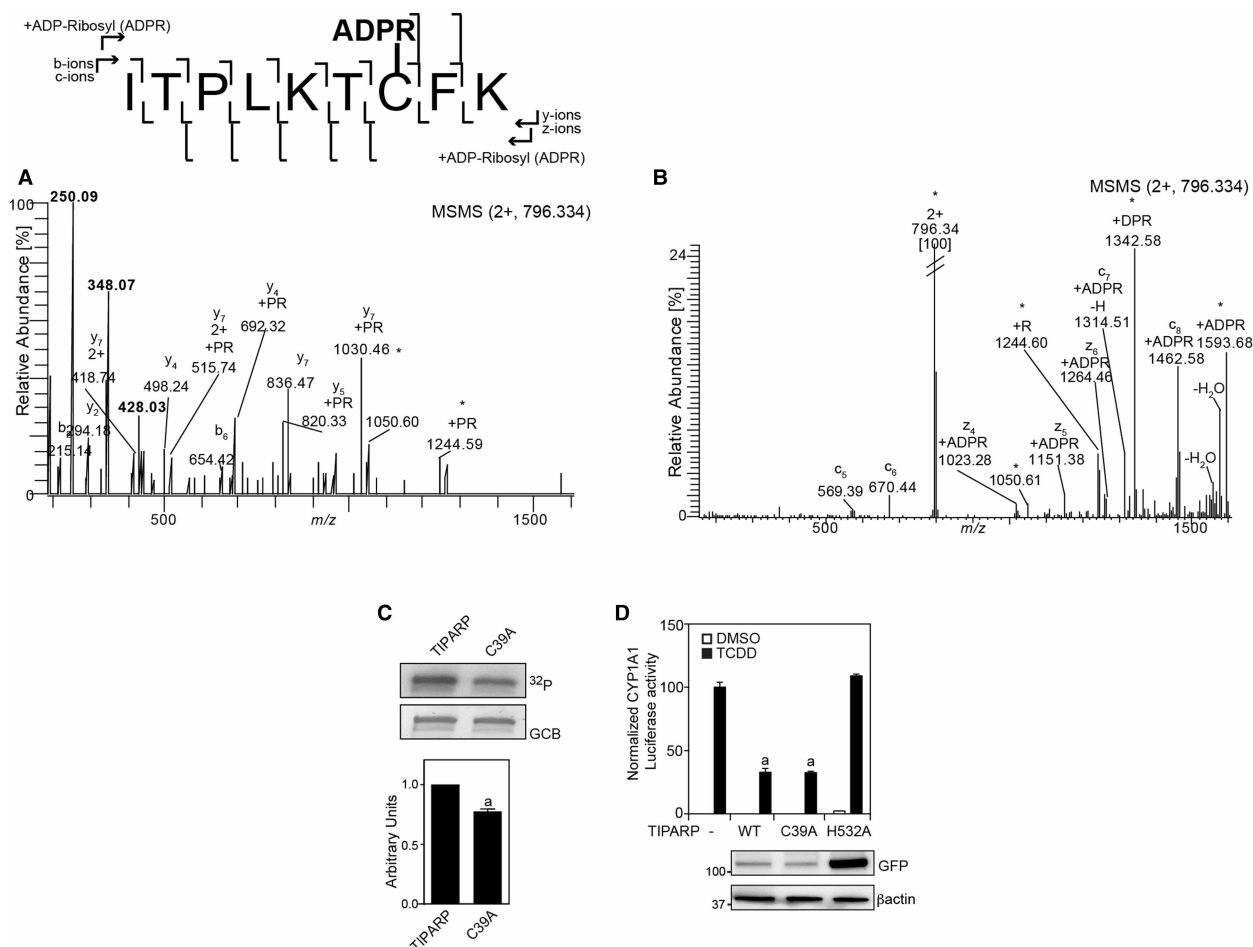 +ADP-Ribosyl (ADPR)
ADPR
b-ions
c-ions
ITPLKTCFK
y-ions
z-ions
+ADP-Ribosyl (ADPR)
A
MSMS (2+, 796.334)
Relative Abundance [%]
100
0
250.09
348.07
y7
2+
418.74
y2
294.18
b2
215.14
428.03
y4
498.24
y7
2+
+PR
515.74
b6
654.42
y4
+PR
692.32
y7
836.47
y5
+PR
820.33
y7
+PR
1030.46 *
1050.60
*
+PR
1244.59
500
m/z
1500
B
MSMS (2+, 796.334)
Relative Abundance [%]
24
0
c5
569.39
c6
670.44
*
2+
796.34
[100]
z4
+ADPR
1023.28
*
1050.61
z5
+ADPR
1151.38
*
+R
1244.60
z6
+ADPR
1264.46
c7
+ADPR
-H
1314.51
*
+DPR
1342.58
c8
+ADPR
1462.58
-H2O
-H2O
*
+ADPR
1593.68
500
m/z
1500
C
TIPARP
C39A
32P
GCB
Arbitrary Units
1.0
0.5
0.0
a
TIPARP
C39A
D
Normalized CYP1A1
Luciferase activity
150
100
50
0
DMSO
TCDD
a
a
TIPARP - WT C39A H532A
100
GFP
37
βactin